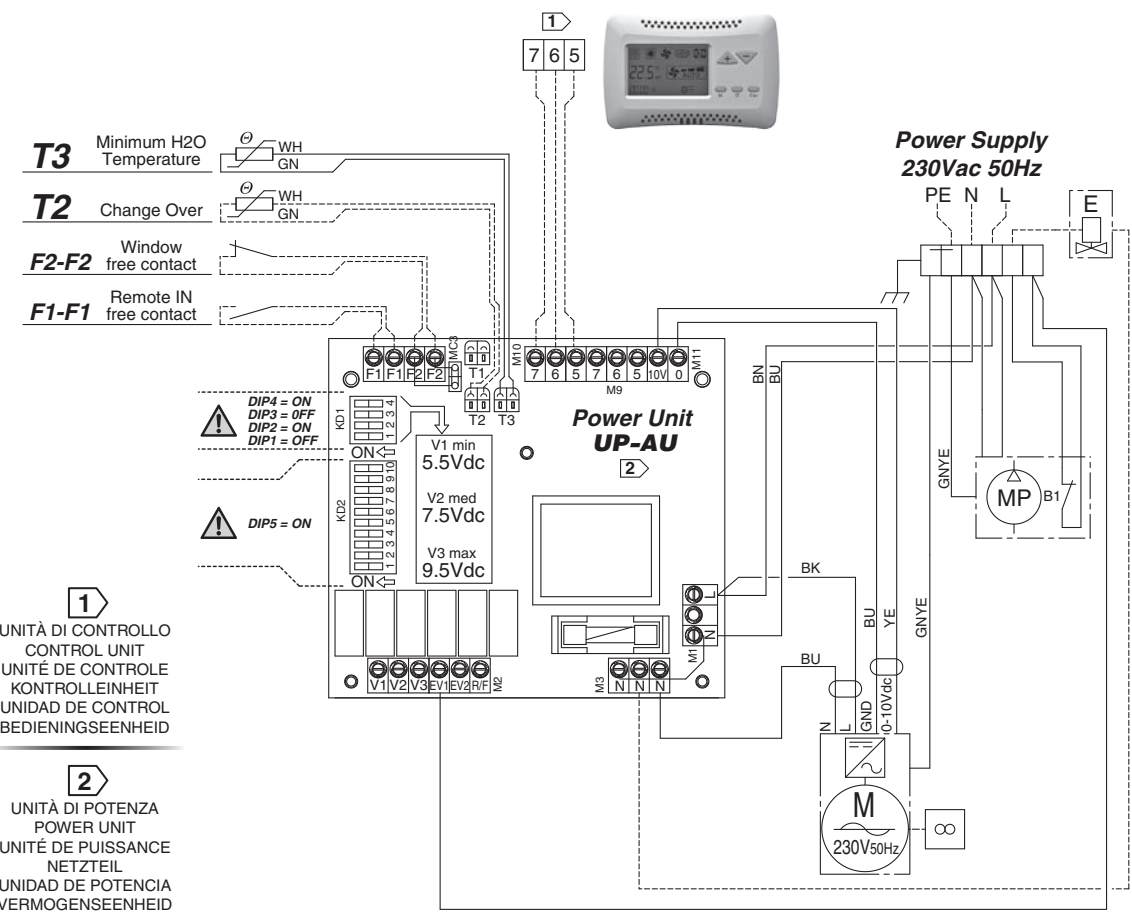 1
7 6 5
T3 Minimum H2O Temperature
Θ
WH
GN
T2 Change Over
Θ
WH
GN
F2-F2 Window free contact
F1-F1 Remote IN free contact
Power Supply
230Vac 50Hz
PE N L
E
F1 F1 F2 F2
MC3
T1
T2 T3
M10
7 6 5 7 6 5 10V 0
M11
M9
BN
BU
DIP4 = ON
DIP3 = 0FF
DIP2 = ON
DIP1 = OFF
KD1
1 2 3 4
ON
V1 min
5.5Vdc
V2 med
7.5Vdc
V3 max
9.5Vdc
Power Unit
UP-AU
2
DIP5 = ON
KD2
1 2 3 4 5 6 7 8 9 10
ON
GNYE
MP
B1
L
N
M1
BK
BU
BU
YE
GNYE
V1 V2 V3 EV1 EV2 R/F
M2
M3
N N N
N
L
GND
0-10Vdc
M
230V50Hz
8
1
UNITÀ DI CONTROLLO
CONTROL UNIT
UNITÉ DE CONTROLE
KONTROLLEINHEIT
UNIDAD DE CONTROL
BEDIENINGSEENHEID
2
UNITÀ DI POTENZA
POWER UNIT
UNITÉ DE PUISSANCE
NETZTEIL
UNIDAD DE POTENCIA
VERMOGENSEENHEID